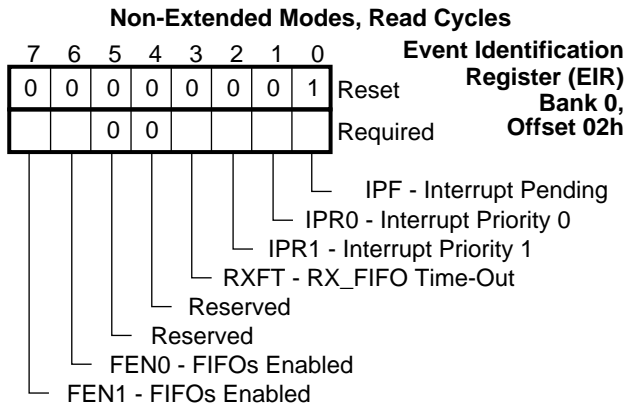 Non-Extended Modes, Read Cycles
7 6 5 4 3 2 1 0
Event Identification
Register (EIR)
Bank 0,
Offset 02h
0 0 0 0 0 0 0 1 Reset
0 0 Required
IPF - Interrupt Pending
IPR0 - Interrupt Priority 0
IPR1 - Interrupt Priority 1
RXFT - RX_FIFO Time-Out
Reserved
Reserved
FEN0 - FIFOs Enabled
FEN1 - FIFOs Enabled